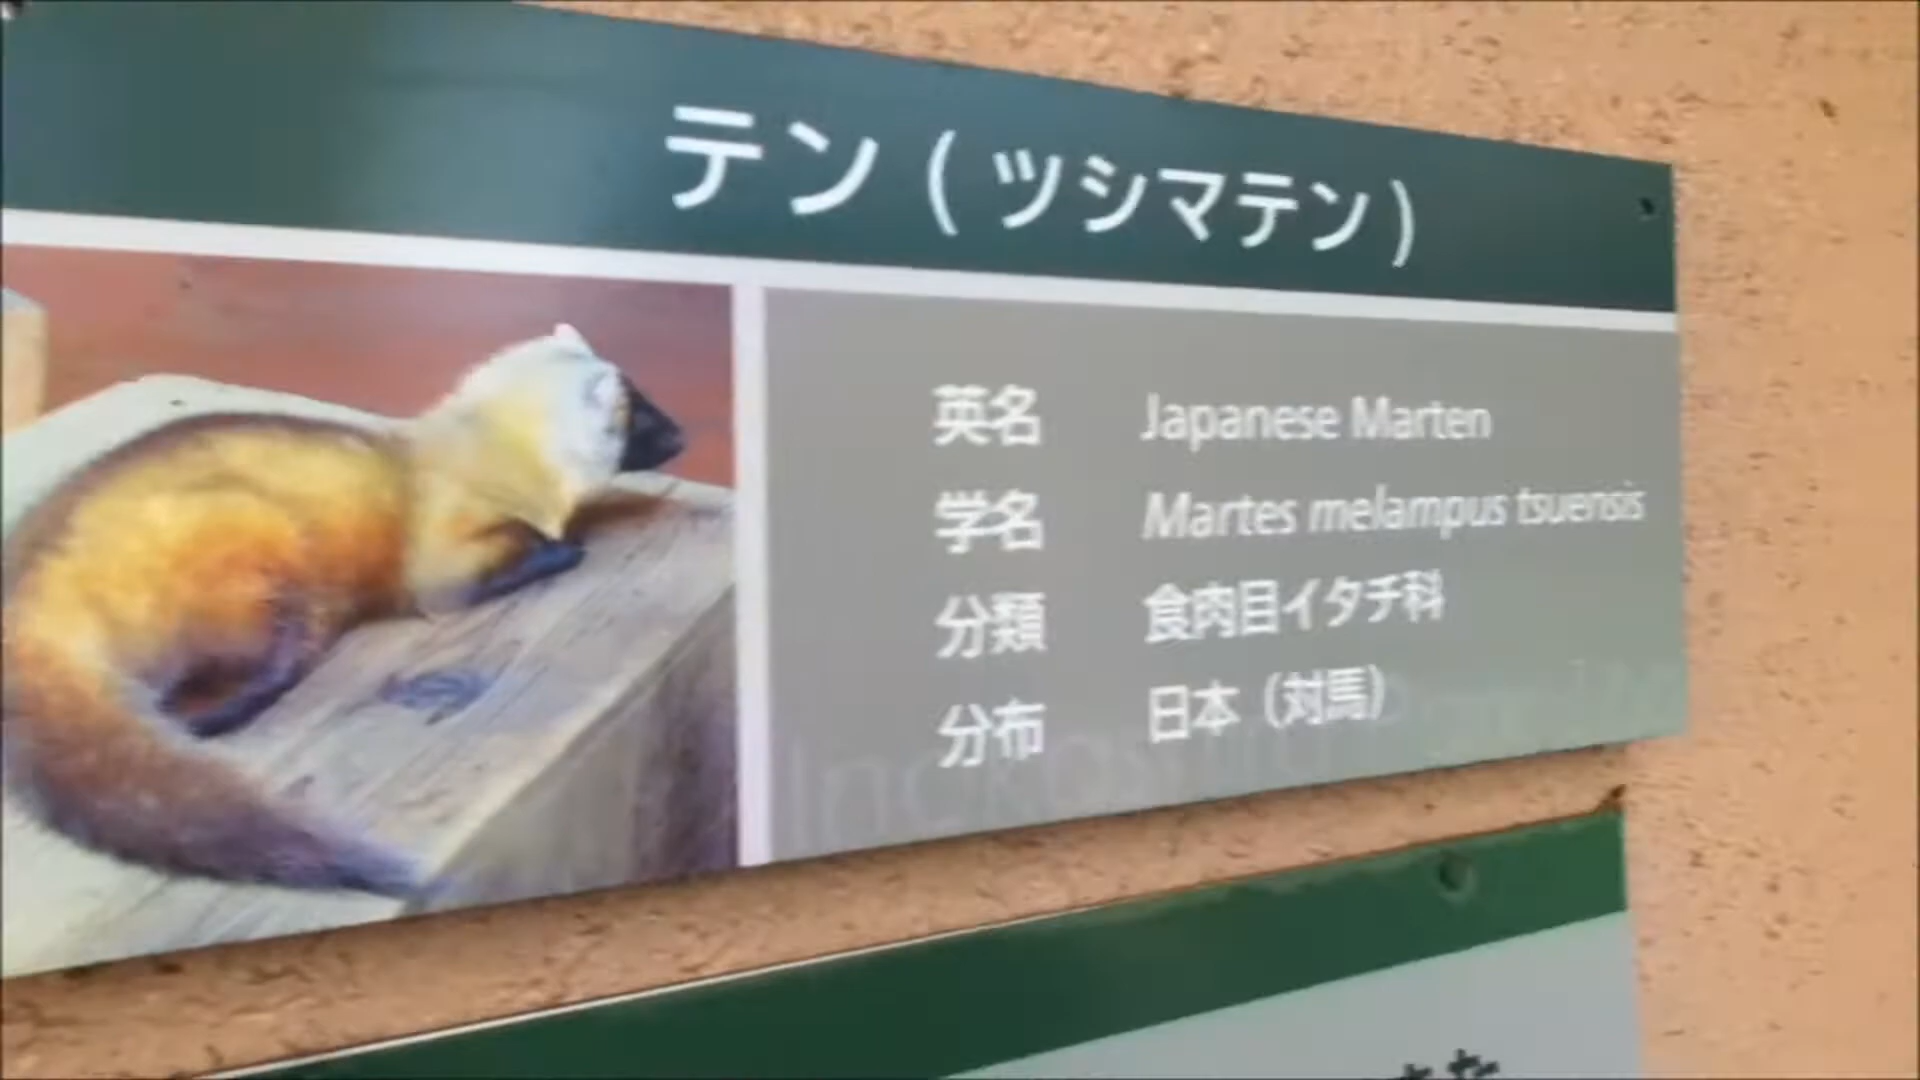 テン(ツシマテン)
英名 Japanese Marten
学名 Martes melampus tsuensis
分類 食肉目イタチ科
分布 日本(対馬)